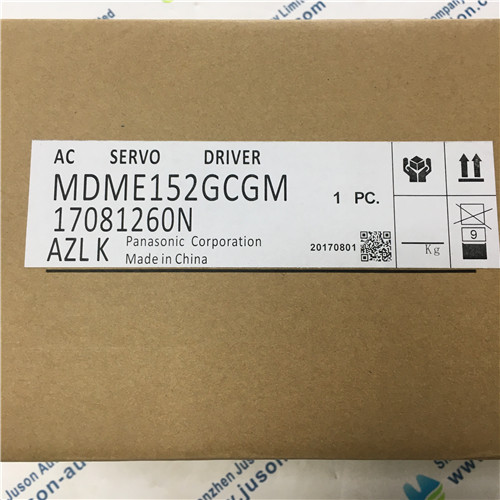 AC SERVO DRIVER
MDME152GCGM
1 PC.
17081260N
AZL K
Panasonic Corporation
Made in China
20170801
Kg
9